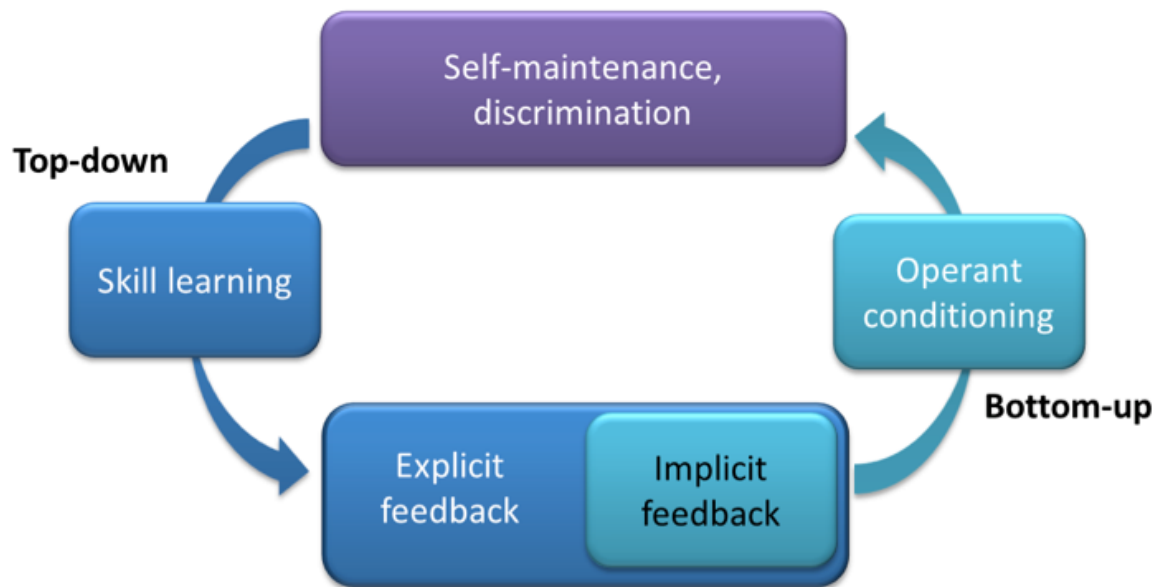 Self-maintenance,
discrimination
Top-down
Skill learning
Operant
conditioning
Bottom-up
Explicit
feedback
Implicit
feedback